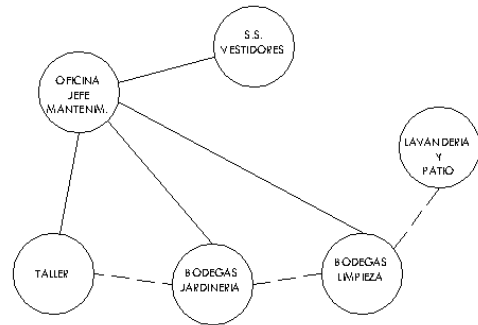 S.S.
VESTIDORES
OFICINA
JEFE
MANTENIM.
LAVANDERIA
Y
PATIO
TALLER
BODEGAS
JARDINERIA
BODEGAS
LIMPIEZA